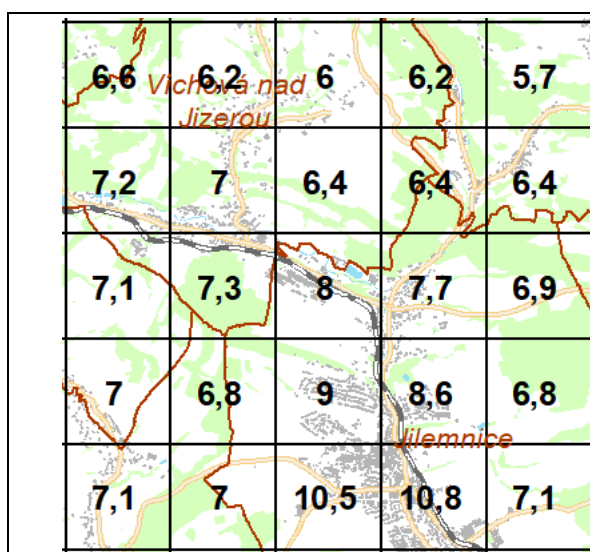 6,6 6,2 6 6,2 5,7
Víchová nad
Jizerou
7,2 7 6,4 6,4 6,4
7,1 7,3 8 7,7 6,9
7 6,8 9 8,6 6,8
Jilemnice
7,1 7 10,5 10,8 7,1